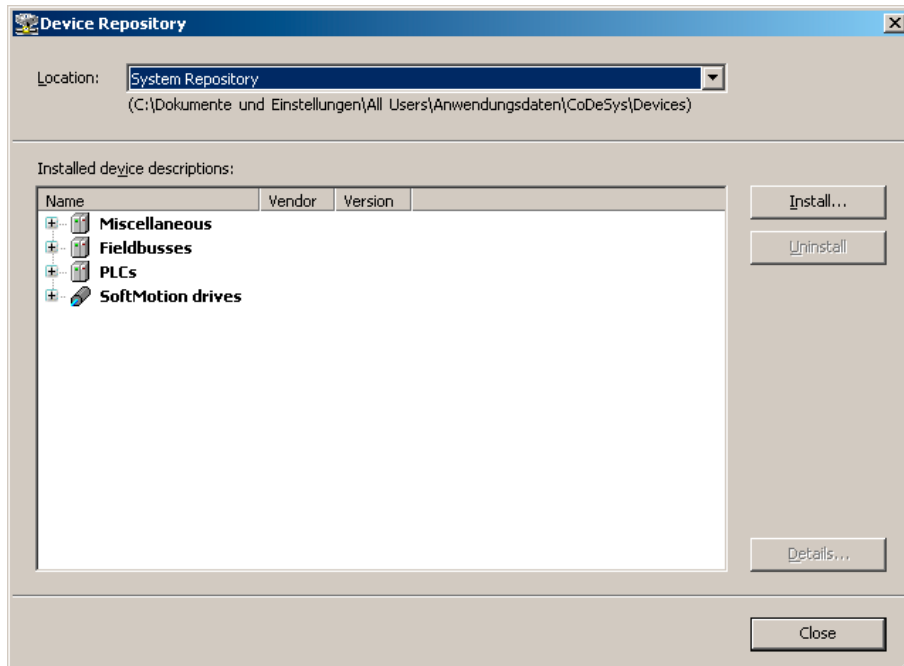 Device Repository
Location: System Repository
(C:\Dokumente und Einstellungen\All Users\Anwendungsdaten\CoDeSys\Devices)
Installed device descriptions:
Name Vendor Version
Miscellaneous
Fieldbusses
PLCs
SoftMotion drives
Install...
Uninstall
Details...
Close